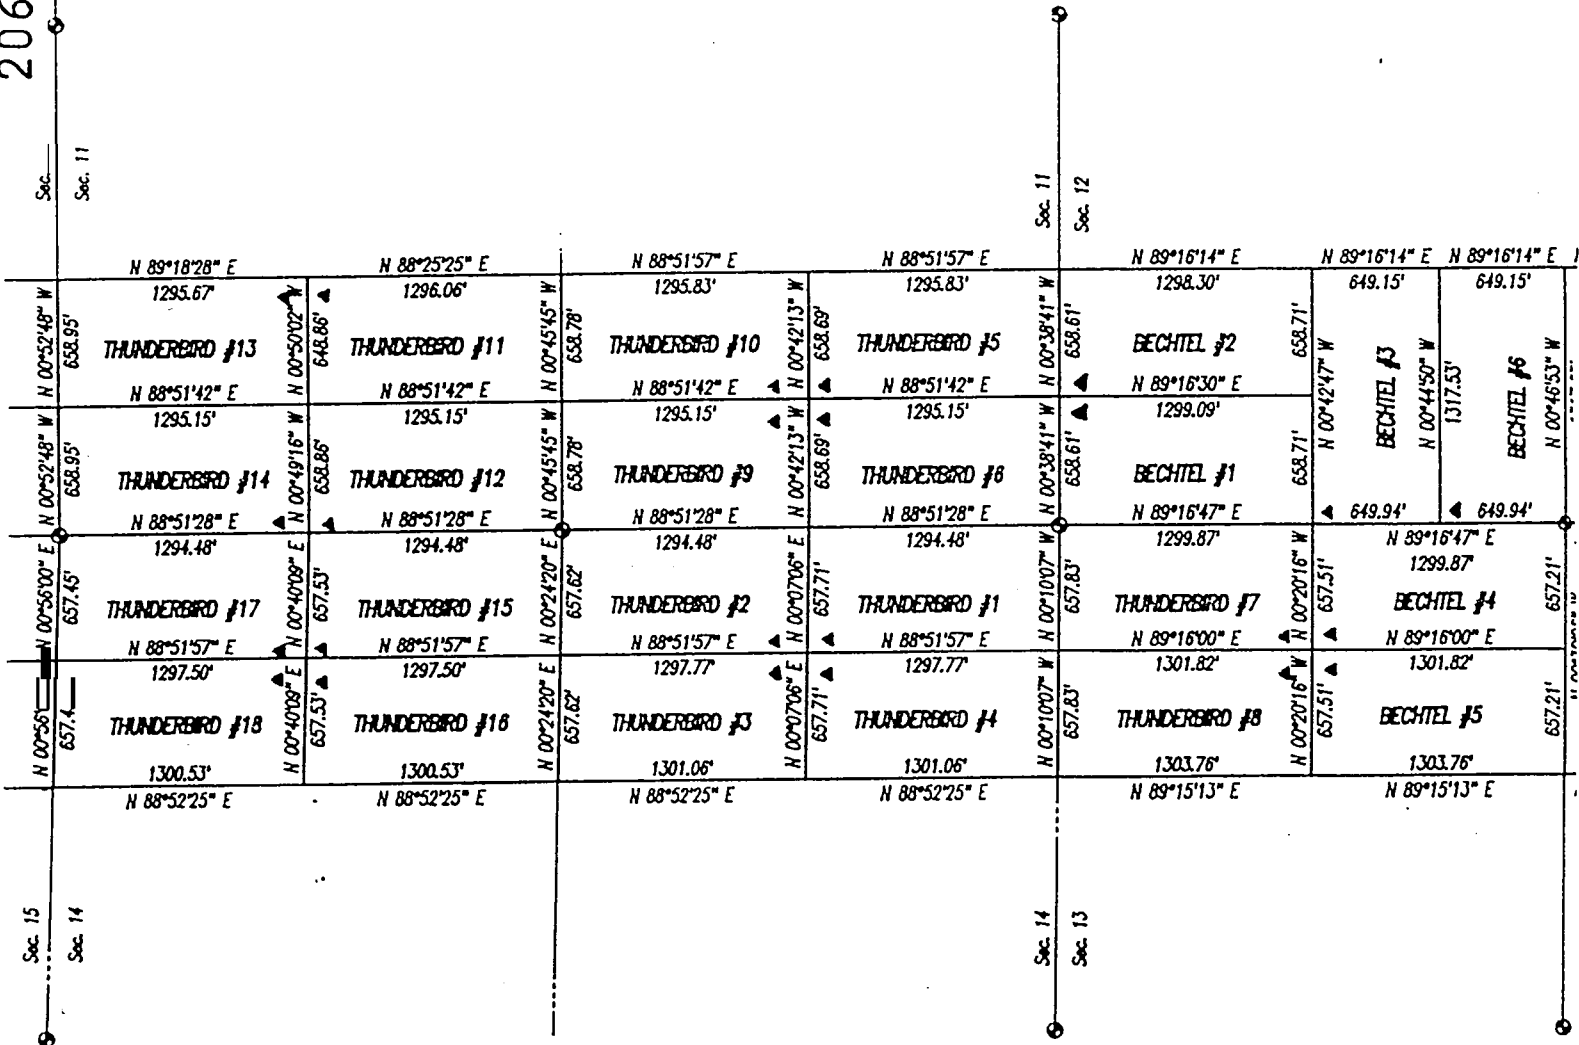 206
Sec.
Sec. 11
Sec. 11
Sec. 12
N 89°18'28" E
N 88°25'25" E
N 88°51'57" E
N 88°51'57" E
N 89°16'14" E
N 89°16'14" E
N 89°16'14" E
1295.67'
1296.06'
1295.83'
1295.83'
1298.30'
649.15'
649.15'
N 00°52'48" W
658.95'
THUNDERBIRD #13
N 00°50'02" W
648.86'
THUNDERBIRD #11
N 00°45'45" W
658.78'
THUNDERBIRD #10
N 00°42'13" W
658.69'
THUNDERBIRD #5
N 00°38'41" W
658.61'
BECHTEL #2
658.71'
N 00°42'47" W
BECHTEL #3
N 00°44'50" W
1317.53'
BECHTEL #6
N 00°46'53" W
N 88°51'42" E
N 88°51'42" E
N 88°51'42" E
N 88°51'42" E
N 89°16'30" E
1295.15'
1295.15'
1295.15'
1295.15'
1299.09'
N 00°52'48" W
658.95'
THUNDERBIRD #14
N 00°49'16" W
658.86'
THUNDERBIRD #12
N 00°45'45" W
658.78'
THUNDERBIRD #9
N 00°42'13" W
658.69'
THUNDERBIRD #6
N 00°38'41" W
658.61'
BECHTEL #1
658.71'
N 88°51'28" E
N 88°51'28" E
N 88°51'28" E
N 88°51'28" E
N 89°16'47" E
649.94'
649.94'
1294.48'
1294.48'
1294.48'
1294.48'
1299.87'
N 89°16'47" E
1299.87'
N 00°56'00" E
657.45'
THUNDERBIRD #17
N 00°40'09" E
657.53'
THUNDERBIRD #15
N 00°24'20" E
657.62'
THUNDERBIRD #2
N 00°07'06" E
657.71'
THUNDERBIRD #1
N 00°10'07" W
657.83'
THUNDERBIRD #7
N 00°20'16" W
657.51'
BECHTEL #4
657.21'
N 88°51'57" E
N 88°51'57" E
N 88°51'57" E
N 88°51'57" E
N 89°16'00" E
N 89°16'00" E
1297.50'
1297.50'
1297.77'
1297.77'
1301.82'
1301.82'
N 00°56'
657.4
THUNDERBIRD #18
N 00°40'09" E
657.53'
THUNDERBIRD #16
N 00°24'20" E
657.62'
THUNDERBIRD #3
N 00°07'06" E
657.71'
THUNDERBIRD #4
N 00°10'07" W
657.83'
THUNDERBIRD #8
N 00°20'16" W
657.51'
BECHTEL #5
657.21'
1300.53'
1300.53'
1301.06'
1301.06'
1303.76'
1303.76'
N 88°52'25" E
N 88°52'25" E
N 88°52'25" E
N 88°52'25" E
N 89°15'13" E
N 89°15'13" E
Sec. 15
Sec. 14
Sec. 14
Sec. 13